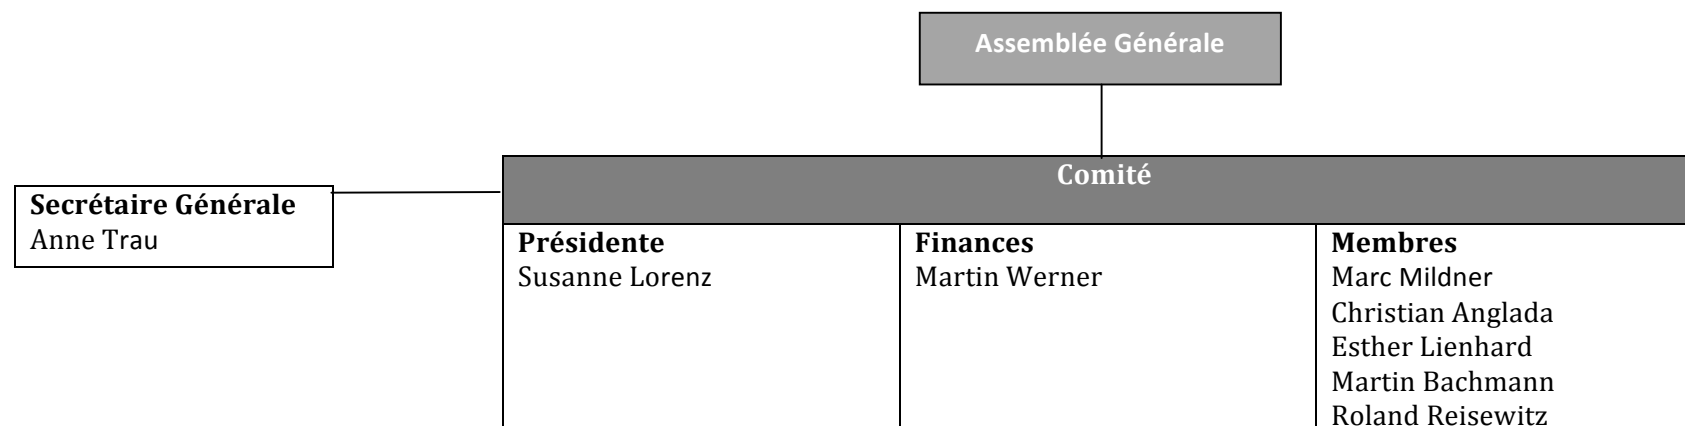 Assemblée Générale
Comité
Secrétaire Générale
Anne Trau
Présidente
Susanne Lorenz
Finances
Martin Werner
Membres
Marc Mildner
Christian Anglada
Esther Lienhard
Martin Bachmann
Roland Reisewitz